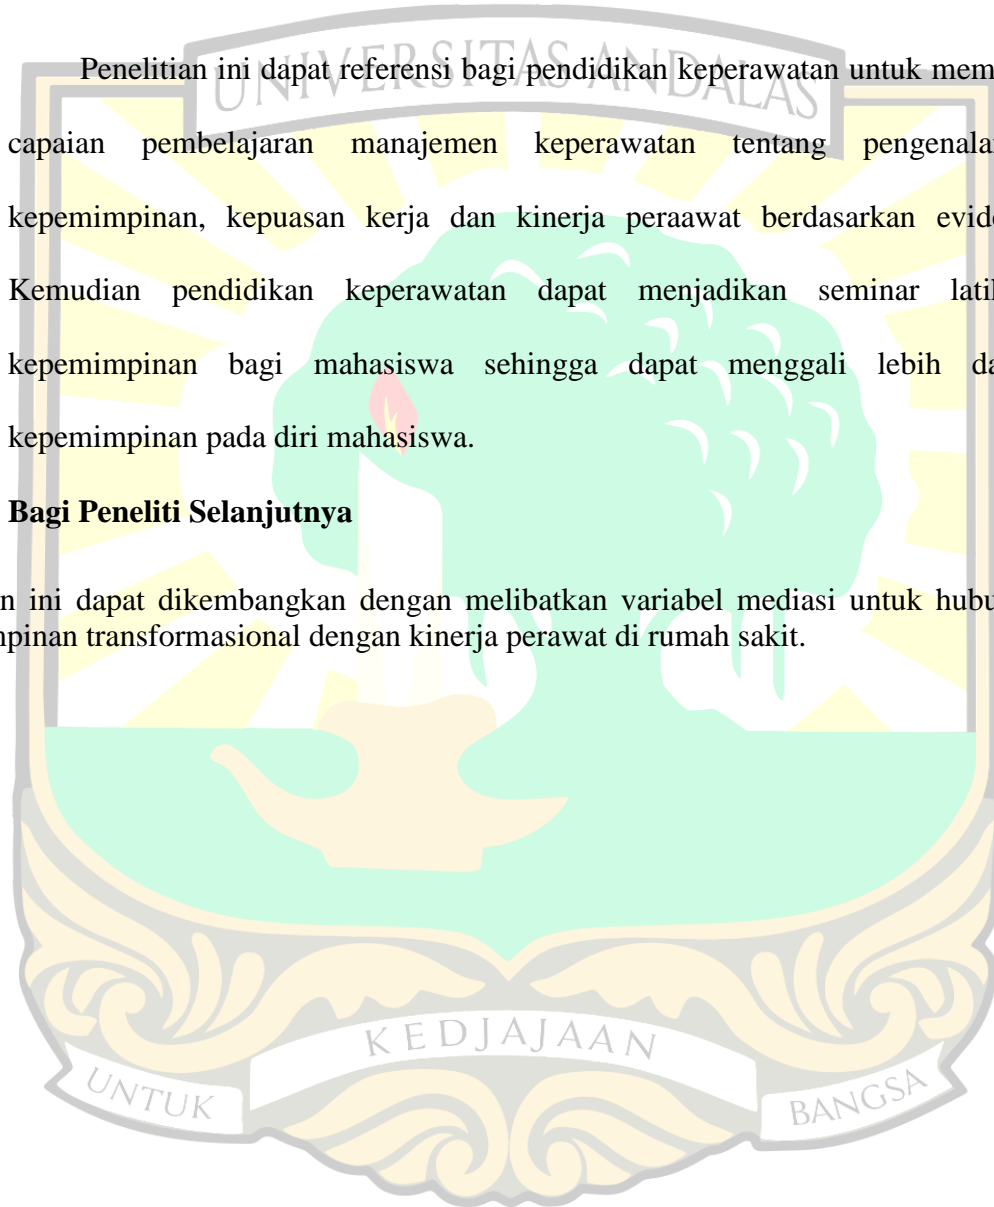 UNIVERSITAS ANDALAS
Penelitian ini dapat referensi bagi pendidikan keperawatan untuk mem
capaian pembelajaran manajemen keperawatan tentang pengenala
kepemimpinan, kepuasan kerja dan kinerja peraawat berdasarkan evid
Kemudian pendidikan keperawatan dapat menjadikan seminar lati
kepemimpinan bagi mahasiswa sehingga dapat menggali lebih da
kepemimpinan pada diri mahasiswa.
Bagi Peneliti Selanjutnya
n ini dapat dikembangkan dengan melibatkan variabel mediasi untuk hubu
npinan transformasional dengan kinerja perawat di rumah sakit.
UNTUK KEDJAJAAN BANGSA